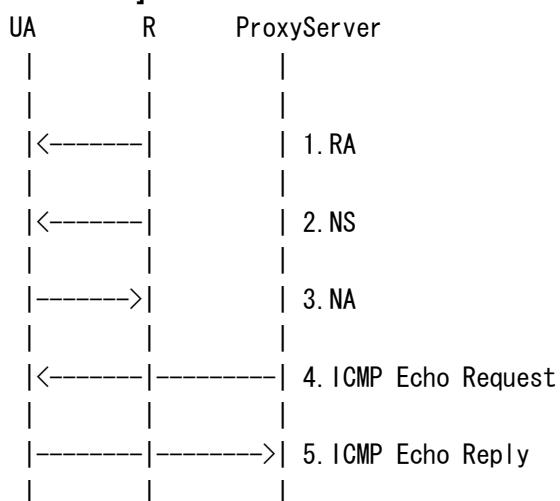 UA R ProxyServer
| | |
| | |
|<-------| | 1.RA
| | |
|<-------| | 2.NS
| | |
|------->| | 3.NA
| | |
|<-------|---------| 4.ICMP Echo Request
| | |
|--------|-------->| 5.ICMP Echo Reply
| | |